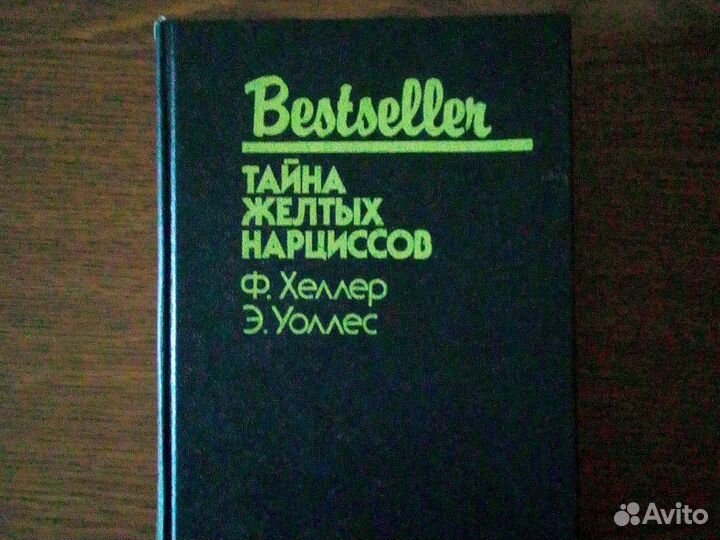 Bestseller
ТАЙНА
ЖЕЛТЫХ
НАРЦИССОВ
Ф. Хеллер
Э. Уоллес
Avito